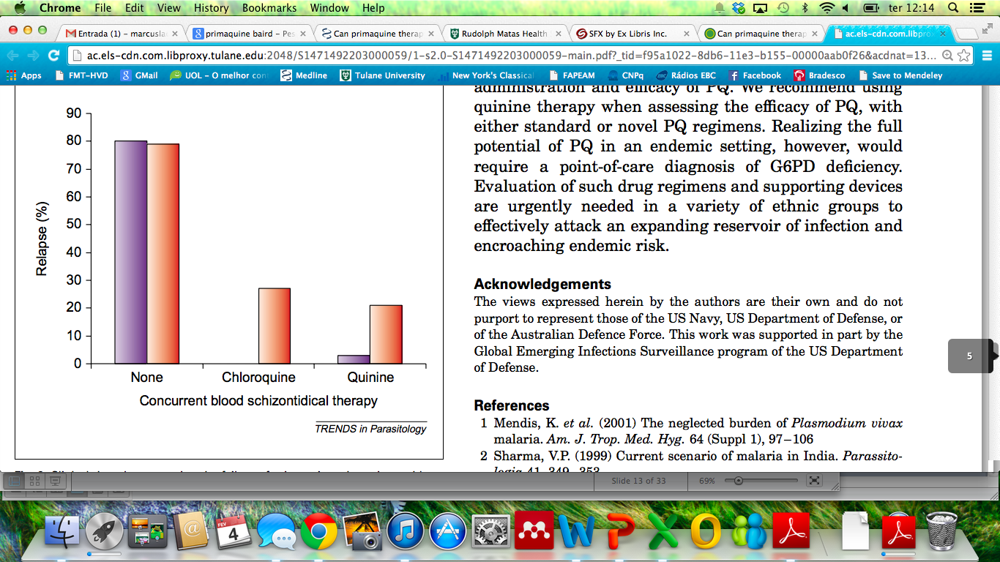 Chrome File Edit View History Bookmarks Window Help ter 12:14
Entrada (1) – marcusla
primaquine baird – Pes
Can primaquine therap
Rudolph Matas Health
SFX by Ex Libris Inc.
Can primaquine therap
ac.els-cdn.com.libpro
ac.els-cdn.com.libproxy.tulane.edu:2048/S1471492203000059/1-s2.0-S1471492203000059-main.pdf?_tid=f95a1022-8db6-11e3-b155-00000aab0f26&acdnat=13...
Apps FMT-HVD GMail UOL - O melhor con Medline Tulane University New York's Classical FAPEAM CNPq Rádios EBC Facebook Bradesco Save to Mendeley
90
80
70
60
50
40
30
20
10
0
Relapse (%)
None Chloroquine Quinine
Concurrent blood schizontidical therapy
TRENDS in Parasitology
administration and efficacy of PQ. We recommend using
quinine therapy when assessing the efficacy of PQ, with
either standard or novel PQ regimens. Realizing the full
potential of PQ in an endemic setting, however, would
require a point-of-care diagnosis of G6PD deficiency.
Evaluation of such drug regimens and supporting devices
are urgently needed in a variety of ethnic groups to
effectively attack an expanding reservoir of infection and
encroaching endemic risk.
Acknowledgements
The views expressed herein by the authors are their own and do not
purport to represent those of the US Navy, US Department of Defense, or
of the Australian Defence Force. This work was supported in part by the
Global Emerging Infections Surveillance program of the US Department
of Defense.
References
1 Mendis, K. et al. (2001) The neglected burden of Plasmodium vivax
malaria. Am. J. Trop. Med. Hyg. 64 (Suppl 1), 97–106
2 Sharma, V.P. (1999) Current scenario of malaria in India. Parassito-
logia 41, 349–353
5
Slide 13 of 33 69%
FEV
4